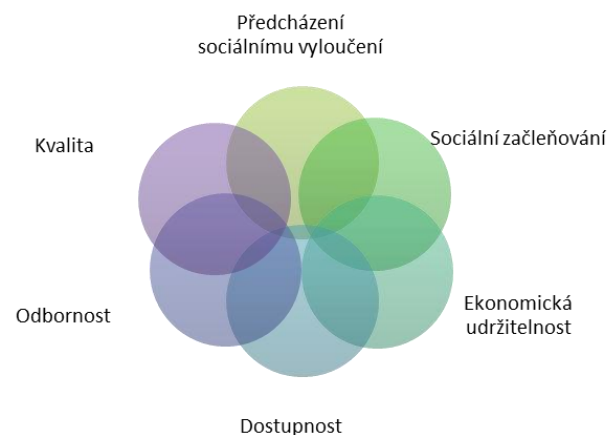 Předcházení
sociálnímu vyloučení
Sociální začleňování
Kvalita
Ekonomická
udržitelnost
Odbornost
Dostupnost